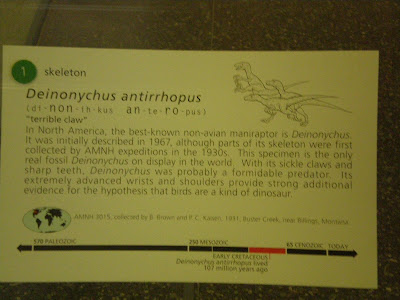 1 skeleton
Deinonychus antirrhopus
(di-non-ih-kus an-te-ro-pus)
"terrible claw"
In North America, the best-known non-avian maniraptor is Deinonychus.
It was initially described in 1967, although parts of its skeleton were first
collected by AMNH expeditions in the 1930s. This specimen is the only
real fossil Deinonychus on display in the world. With its sickle claws and
sharp teeth, Deinonychus was probably a formidable predator. Its
extremely advanced wrists and shoulders provide strong additional
evidence for the hypothesis that birds are a kind of dinosaur.
AMNH 3015, collected by B. Brown and P. C. Kaisen, 1931, Buster Creek, near Billings, Montana
570 PALEOZOIC 250 MESOZOIC 65 CENOZOIC TODAY
EARLY CRETACEOUS
Deinonychus antirrhopus lived
107 million years ago